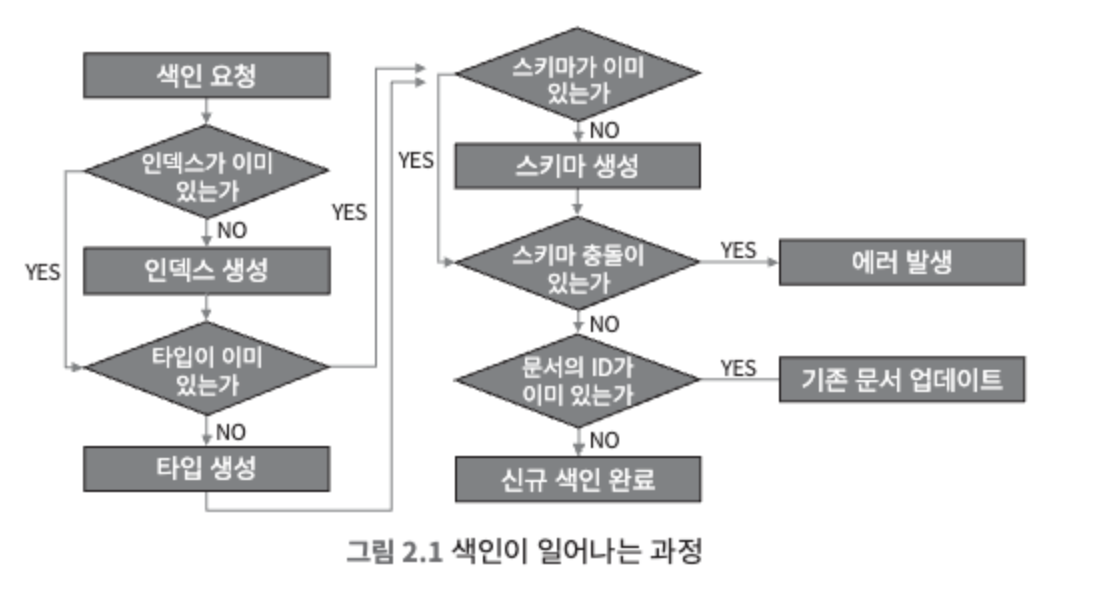 색인 요청
인덱스가 이미
있는가
NO
YES
인덱스 생성
타입이 이미
있는가
YES
NO
타입 생성
스키마가 이미
있는가
NO
YES
스키마 생성
스키마 충돌이
있는가
YES
에러 발생
NO
문서의 ID가
이미 있는가
YES
기존 문서 업데이트
NO
신규 색인 완료
그림 2.1 색인이 일어나는 과정